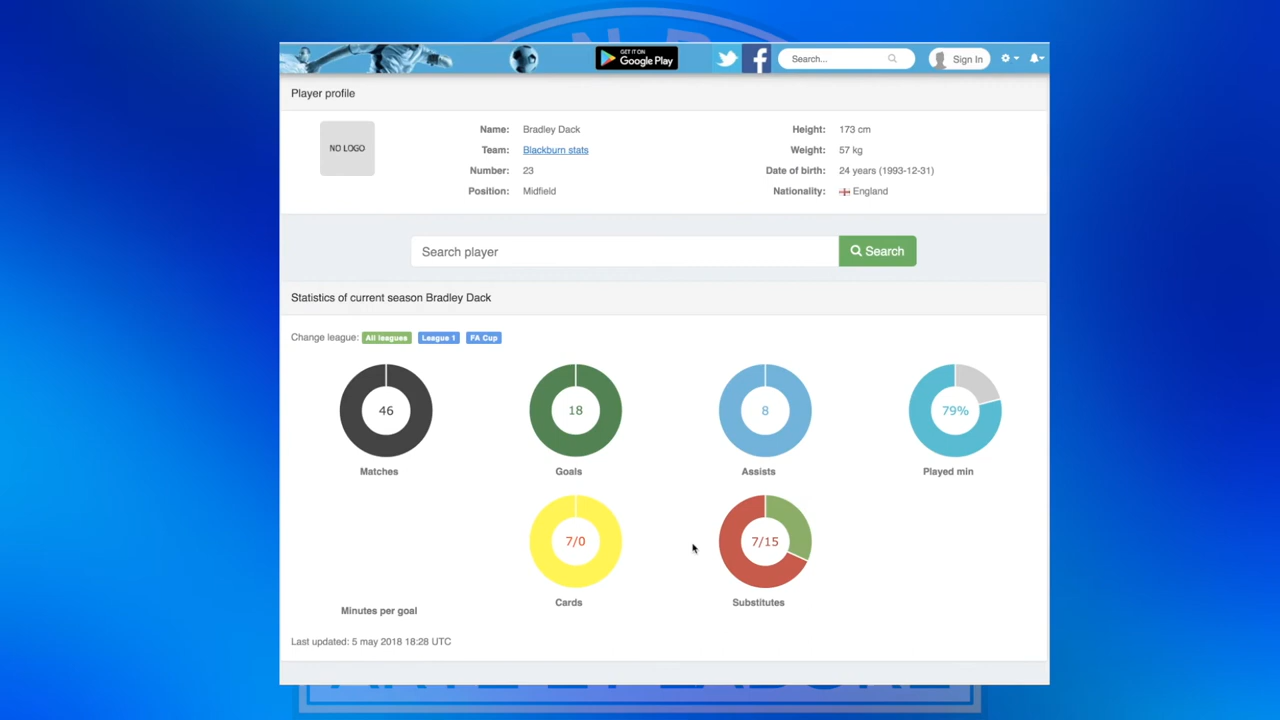 GET IT ON
Google Play
Search...
Sign In
Player profile
NO LOGO
Name: Bradley Dack
Team: Blackburn stats
Number: 23
Position: Midfield
Height: 173 cm
Weight: 57 kg
Date of birth: 24 years (1993-12-31)
Nationality: England
Search player
Search
Statistics of current season Bradley Dack
Change league: All leagues League 1 FA Cup
46
Matches
18
Goals
8
Assists
79%
Played min
Minutes per goal
7/0
Cards
7/15
Substitutes
Last updated: 5 may 2018 18:28 UTC